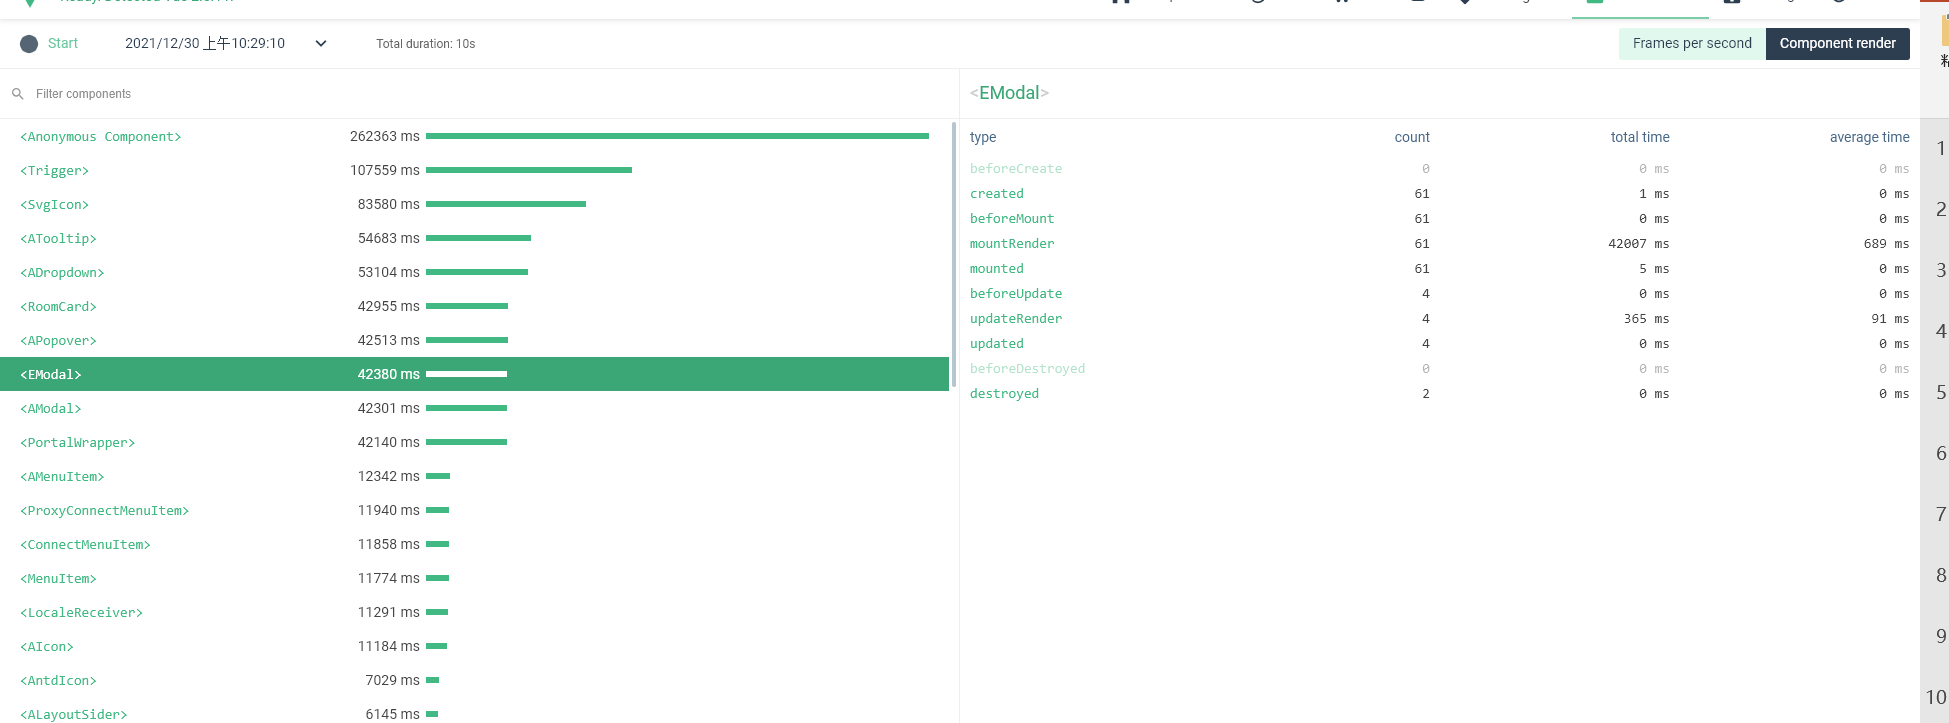 Start
2021/12/30 上午10:29:10
Total duration: 10s
Frames per second
Component render
Filter components
<Anonymous Component> 262363 ms
<Trigger> 107559 ms
<SvgIcon> 83580 ms
<ATooltip> 54683 ms
<ADropdown> 53104 ms
<RoomCard> 42955 ms
<APopover> 42513 ms
<EModal> 42380 ms
<AModal> 42301 ms
<PortalWrapper> 42140 ms
<AMenuItem> 12342 ms
<ProxyConnectMenuItem> 11940 ms
<ConnectMenuItem> 11858 ms
<MenuItem> 11774 ms
<LocaleReceiver> 11291 ms
<AIcon> 11184 ms
<AntdIcon> 7029 ms
<ALayoutSider> 6145 ms
<EModal>
type count total time average time
beforeCreate 0 0 ms 0 ms
created 61 1 ms 0 ms
beforeMount 61 0 ms 0 ms
mountRender 61 42007 ms 689 ms
mounted 61 5 ms 0 ms
beforeUpdate 4 0 ms 0 ms
updateRender 4 365 ms 91 ms
updated 4 0 ms 0 ms
beforeDestroyed 0 0 ms 0 ms
destroyed 2 0 ms 0 ms
1
2
3
4
5
6
7
8
9
10